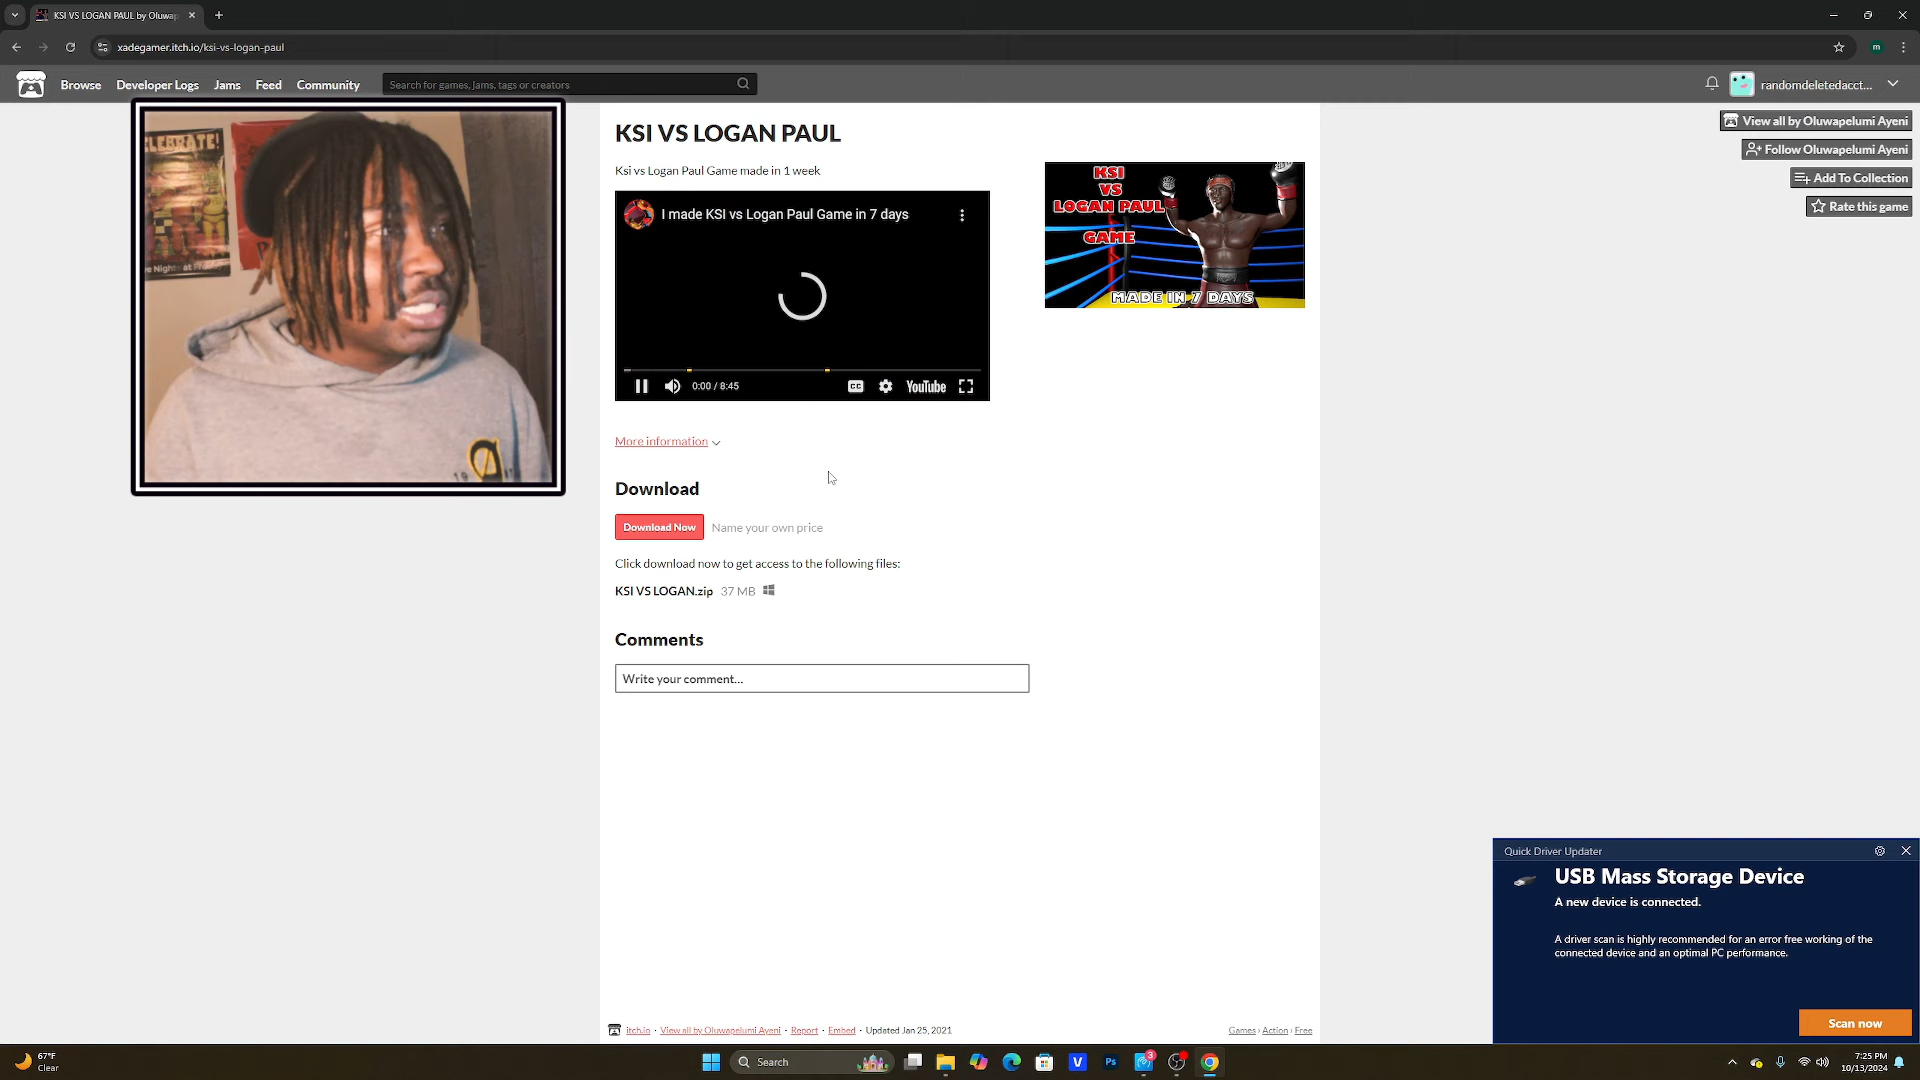 KSI VS LOGAN PAUL by Oluwap
xadegamer.itch.io/ksi-vs-logan-paul
m
Browse
Developer Logs
Jams
Feed
Community
Search for games, jams, tags or creators
randomdeletedacct...
View all by Oluwapelumi Ayeni
Follow Oluwapelumi Ayeni
Add To Collection
Rate this game
KSI VS LOGAN PAUL
Ksi vs Logan Paul Game made in 1 week
I made KSI vs Logan Paul Game in 7 days
0:00 / 8:45
CC
YouTube
KSI
VS
LOGAN PAUL
GAME
MADE IN 7 DAYS
More information
Download
Download Now
Name your own price
Click download now to get access to the following files:
KSI VS LOGAN.zip 37 MB
Comments
Write your comment...
itch.io · View all by Oluwapelumi Ayeni · Report · Embed · Updated Jan 25, 2021
Games › Action › Free
Quick Driver Updater
USB Mass Storage Device
A new device is connected.
A driver scan is highly recommended for an error free working of the
connected device and an optimal PC performance.
Scan now
67°F
Clear
Search
V
Ps
3
7:25 PM
10/13/2024